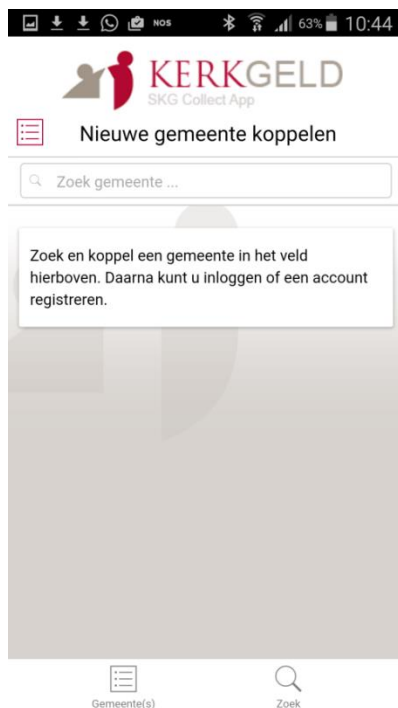 NOS 63% 10:44
KERKGELD
SKG Collect App
Nieuwe gemeente koppelen
Zoek gemeente ...
Zoek en koppel een gemeente in het veld
hierboven. Daarna kunt u inloggen of een account
registreren.
Gemeente(s) Zoek